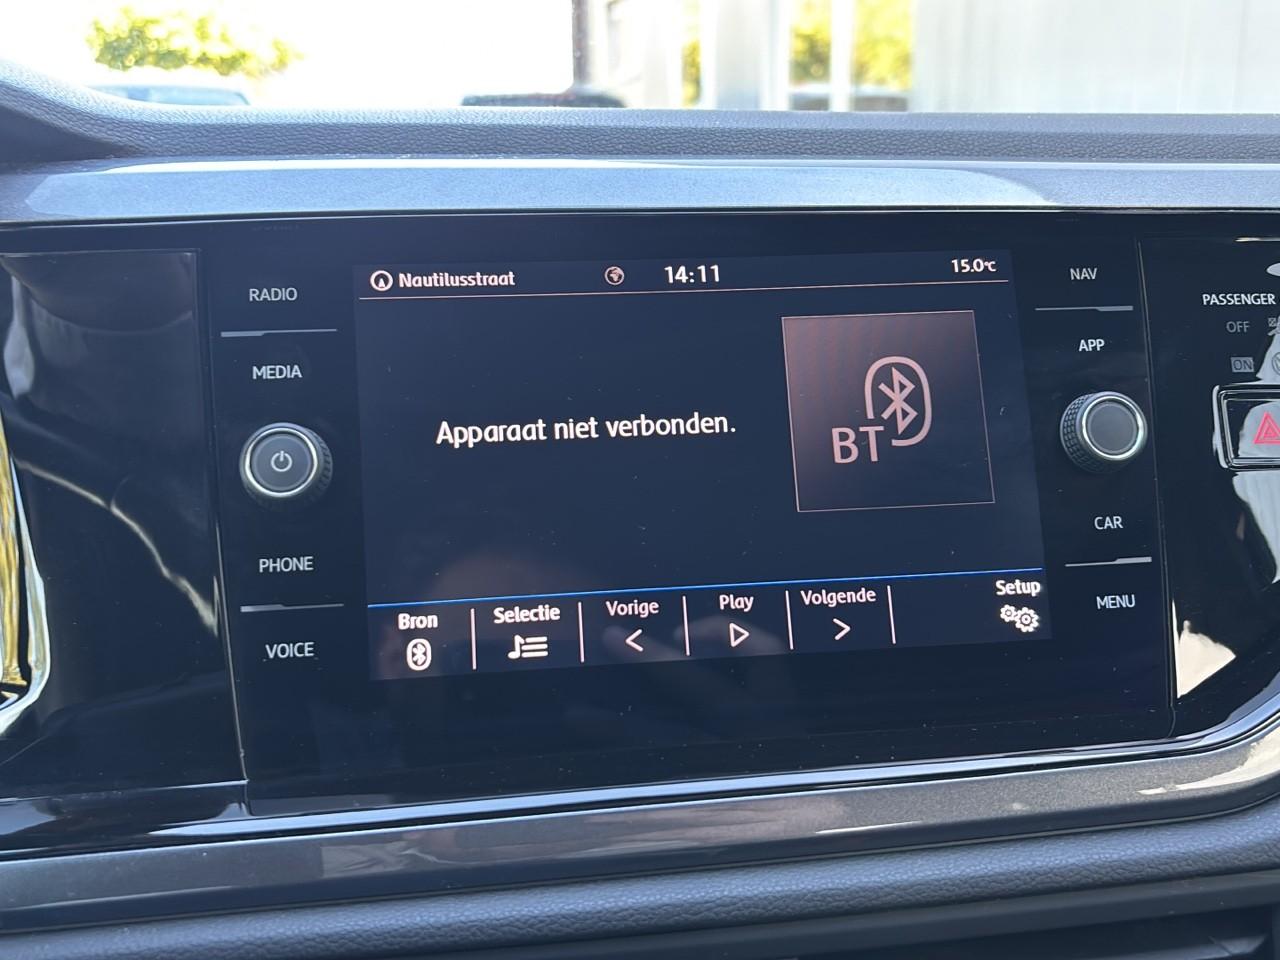 Nautilusstraat 14:11 15.0°C
RADIO
MEDIA
PHONE
VOICE
Apparaat niet verbonden.
BT
Bron
Selectie
Vorige
Play
Volgende
Setup
NAV
APP
CAR
MENU
PASSENGER
OFF
ON